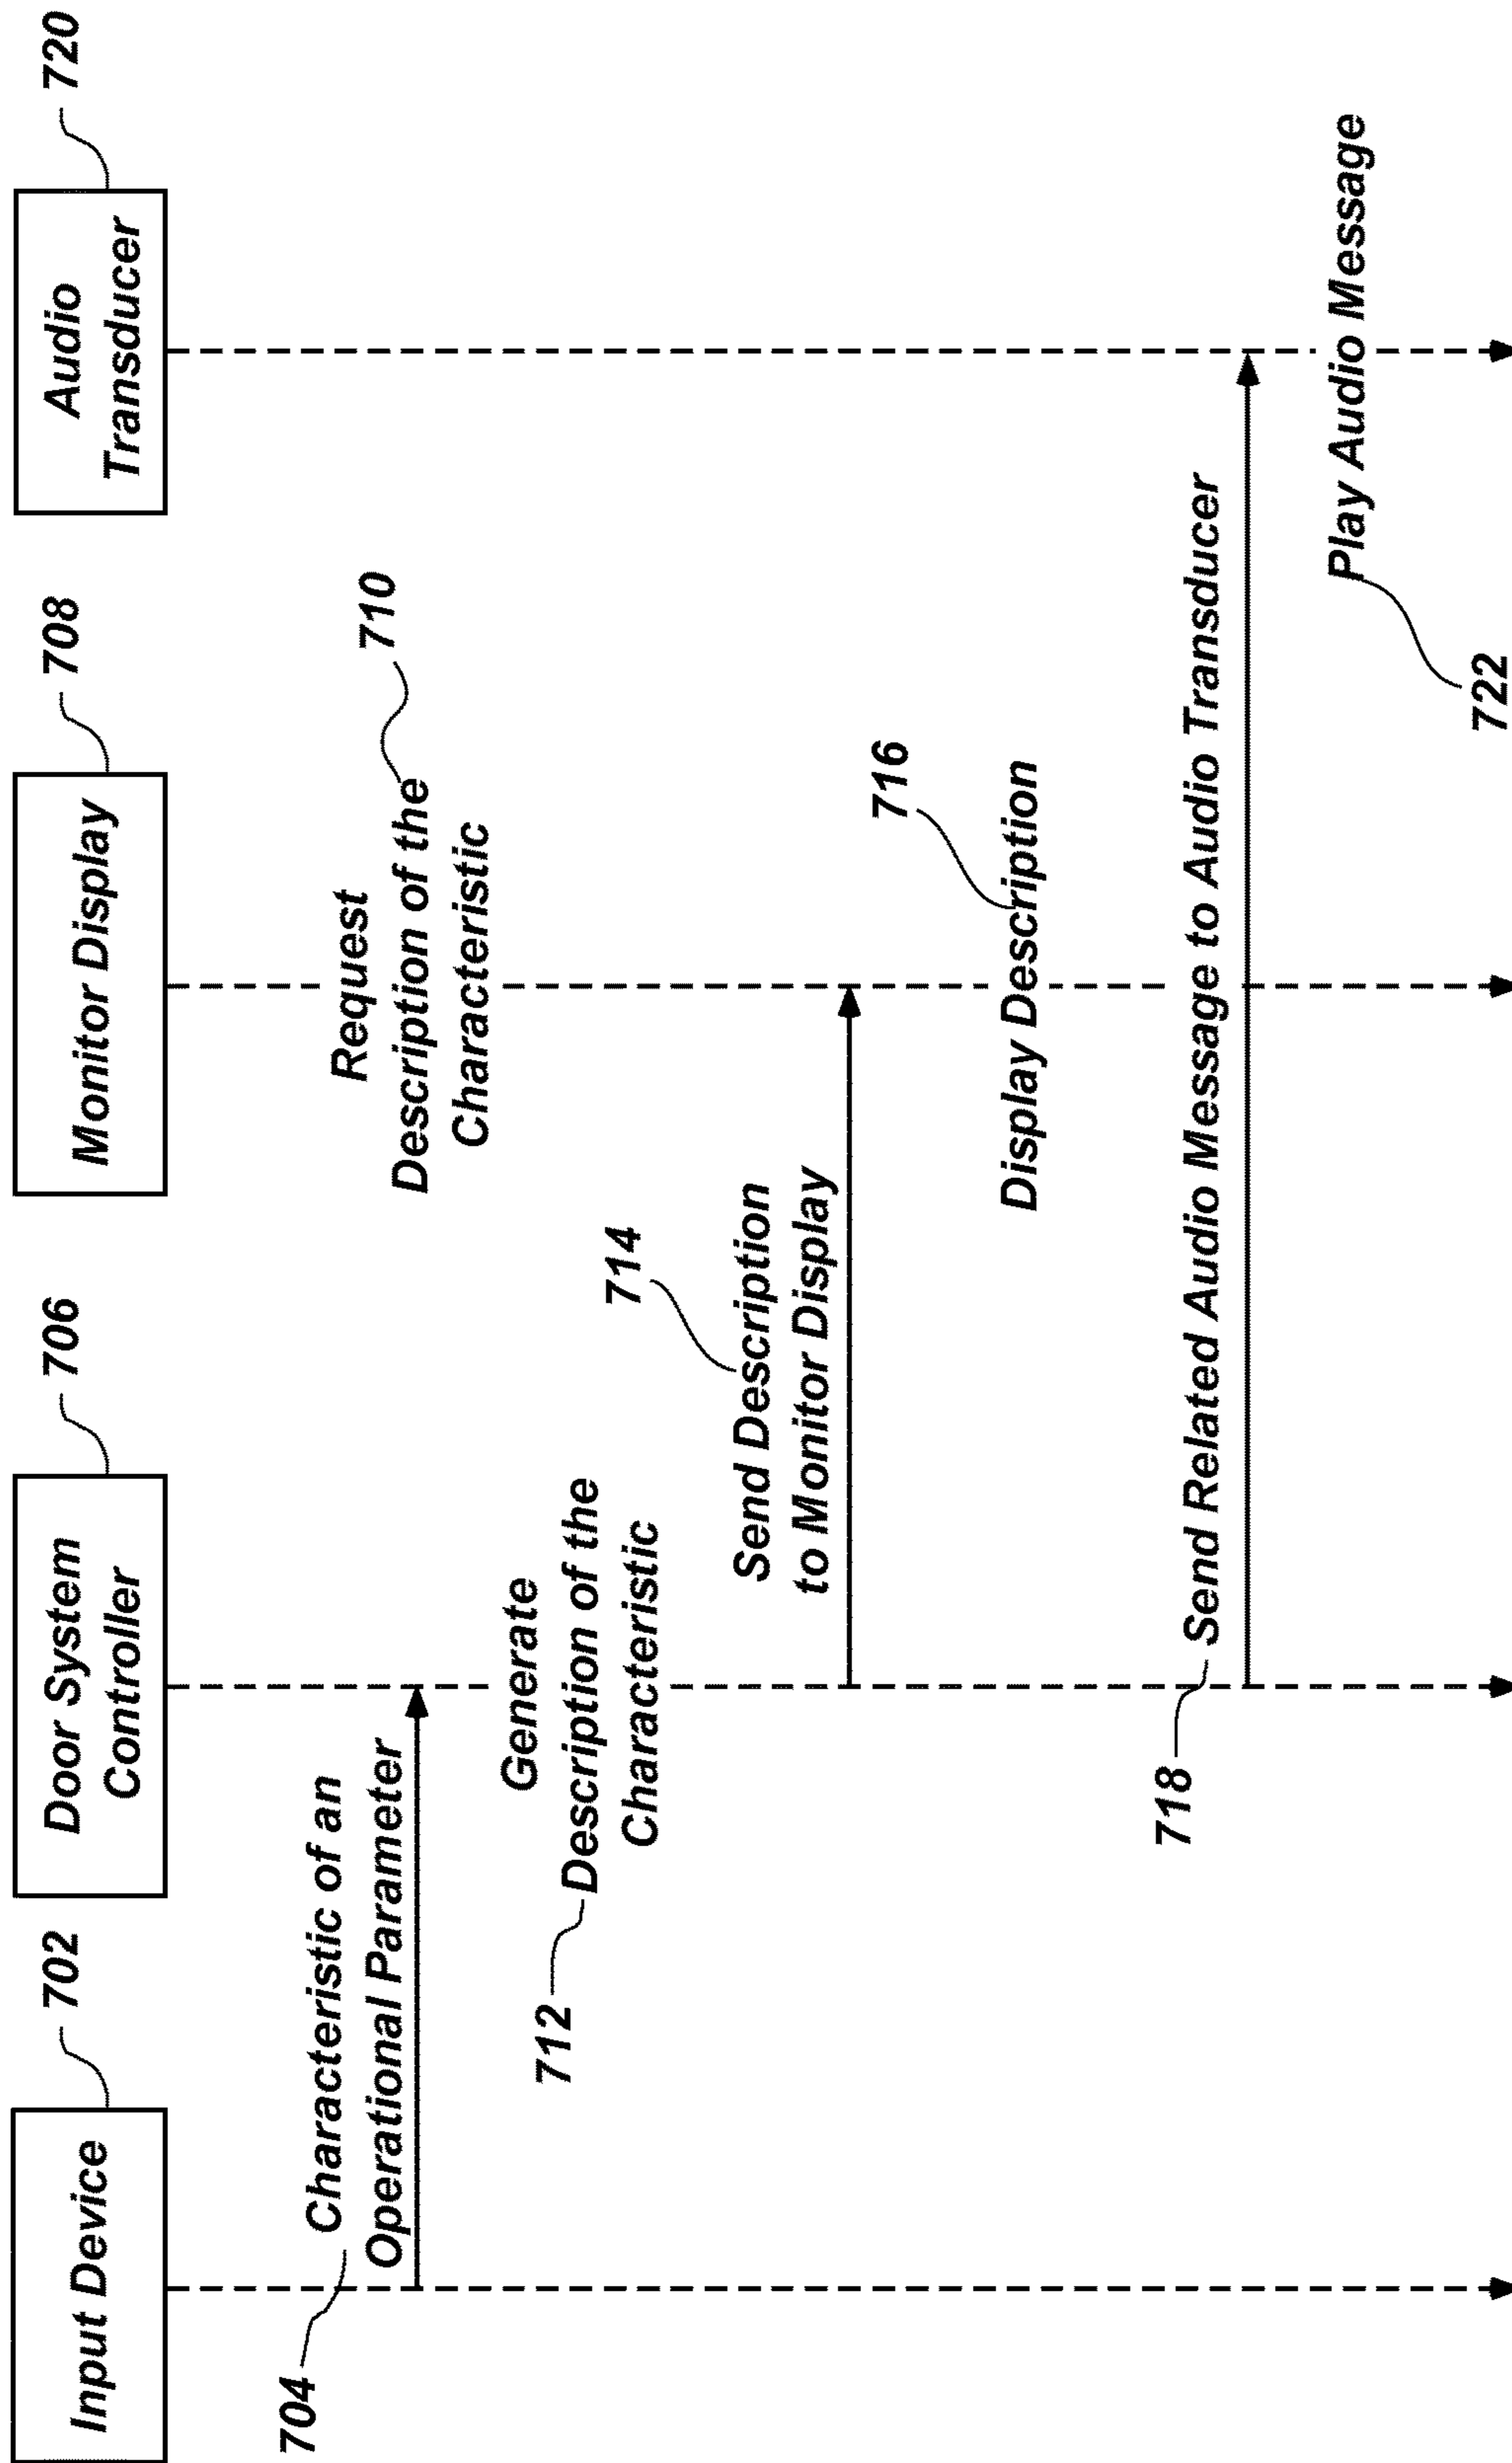 Input Device
702
Door System
Controller
706
Monitor Display
708
Audio
Transducer
720
704
Characteristic of an
Operational Parameter
Request
Description of the
Characteristic
710
Generate
Description of the
Characteristic
712
714
Send Description
to Monitor Display
716
Display Description
718
Send Related Audio Message to Audio Transducer
Play Audio Message
722